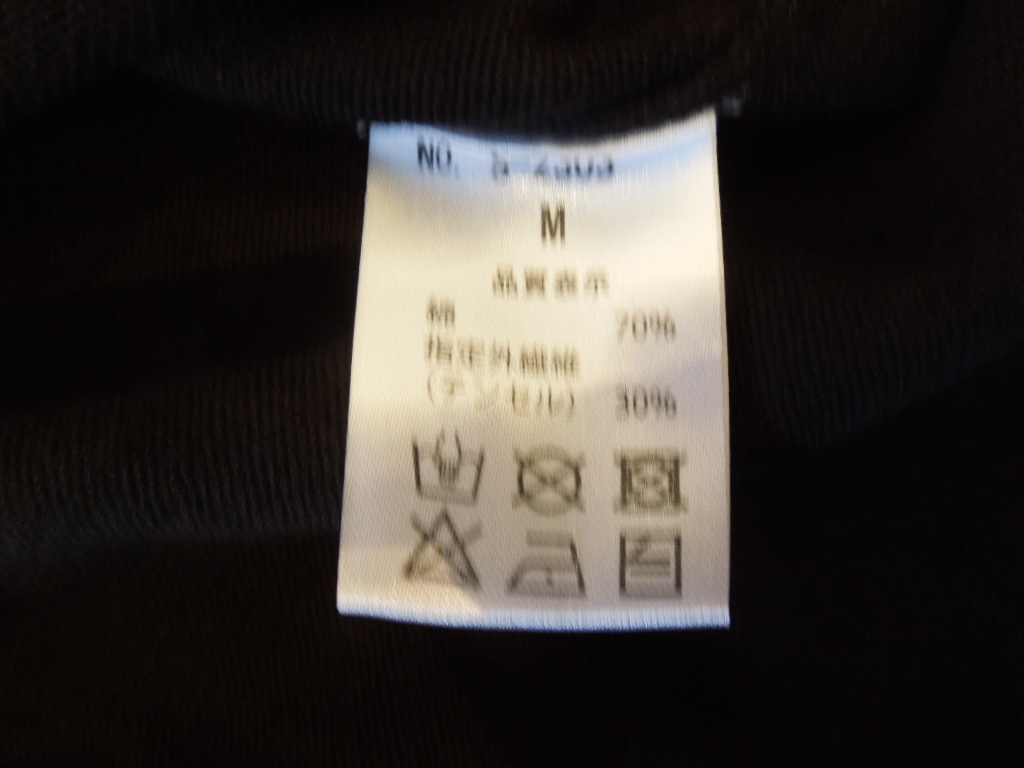 NO.
M
品質表示
綿 70%
指定外繊維
(テンセル) 30%